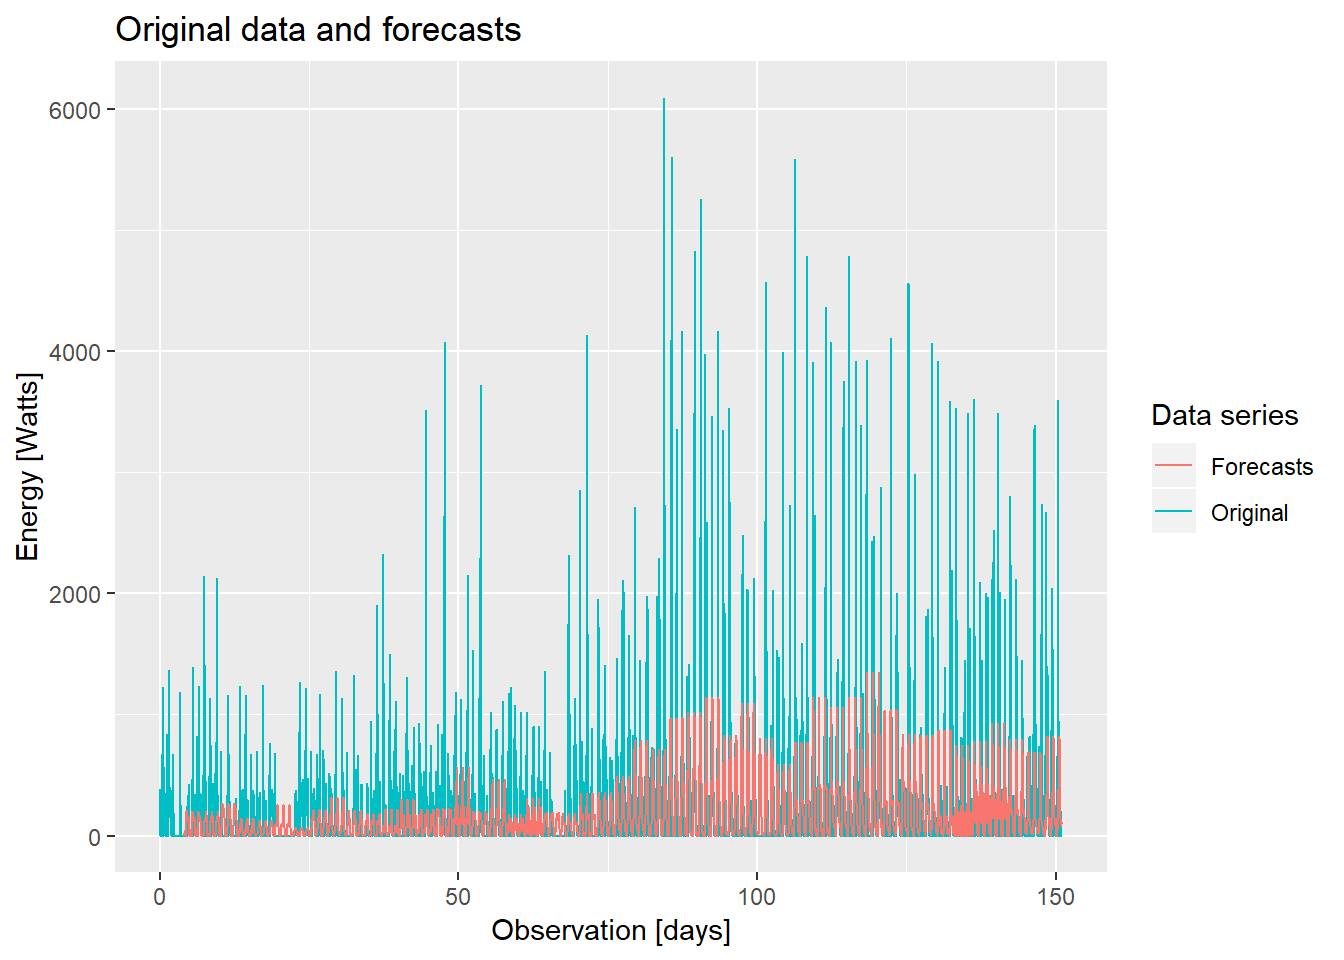 Original data and forecasts
6000
4000
2000
0
Energy [Watts]
0
50
100
150
Observation [days]
Data series
Forecasts
Original